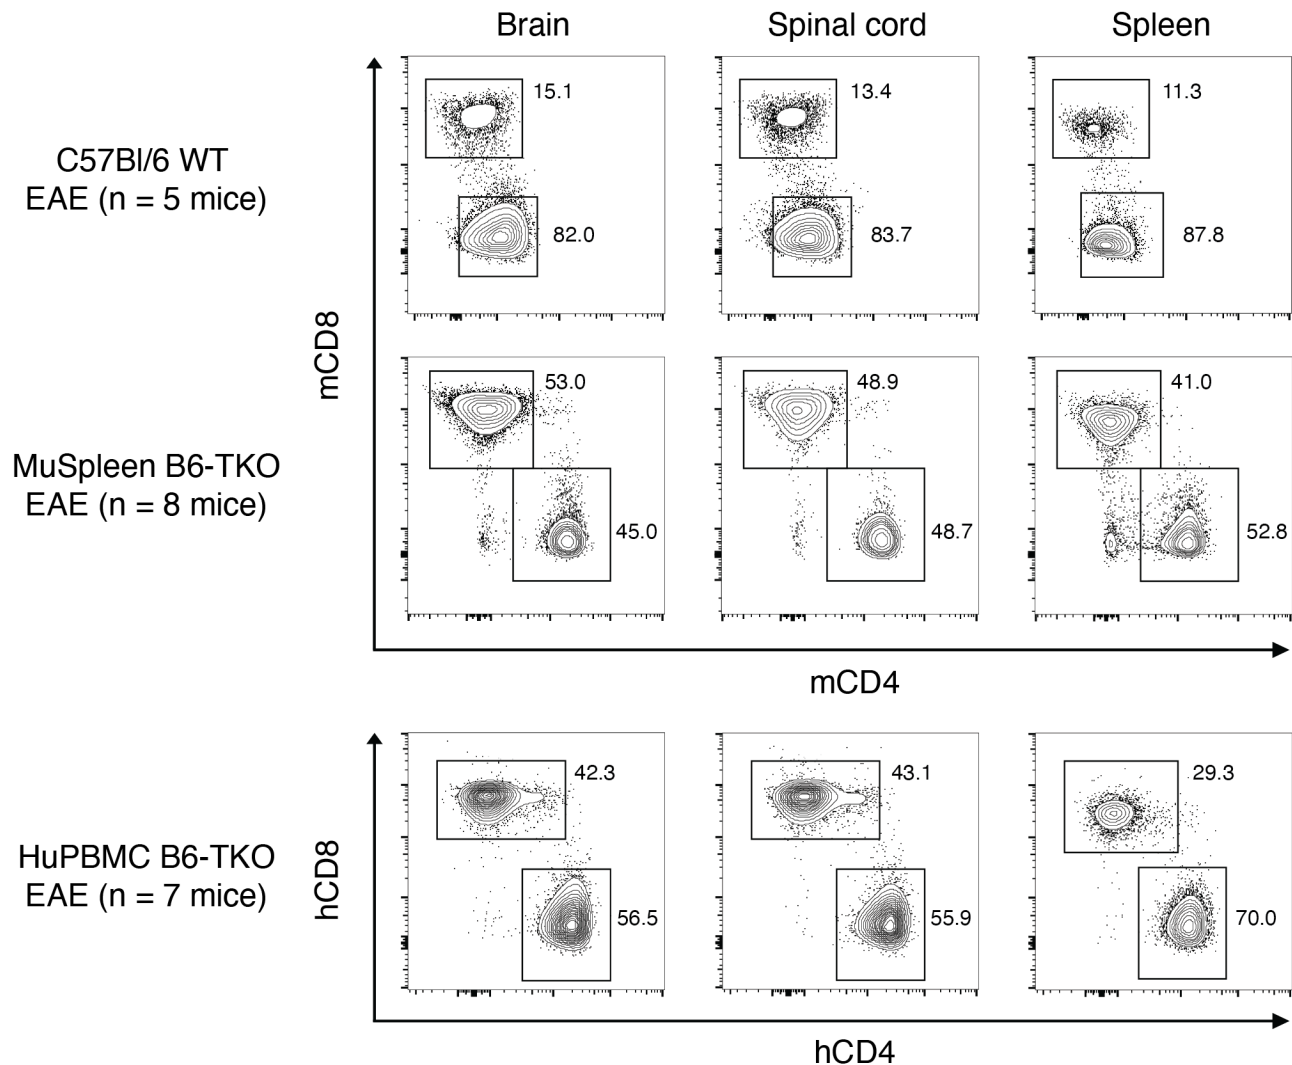 Brain
Spinal cord
Spleen
C57Bl/6 WT
EAE (n = 5 mice)
15.1
82.0
13.4
83.7
11.3
87.8
mCD8
MuSpleen B6-TKO
EAE (n = 8 mice)
53.0
45.0
48.9
48.7
41.0
52.8
mCD4
HuPBMC B6-TKO
EAE (n = 7 mice)
hCD8
42.3
56.5
43.1
55.9
29.3
70.0
hCD4